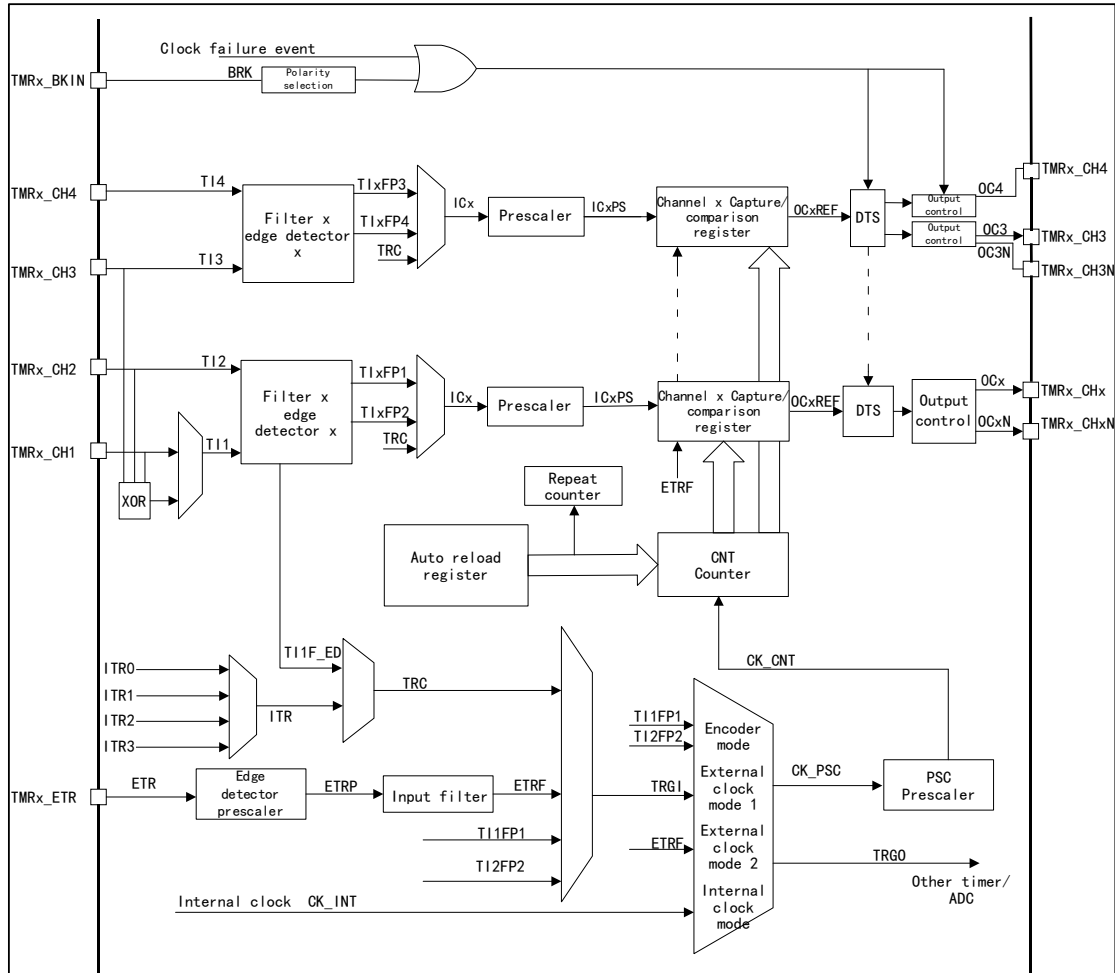 Clock failure event
TMRx_BKIN
BRK
Polarity
selection
TMRx_CH4
TI4
TIxFP3
Filter x
edge detector
x
TIxFP4
TRC
ICx
Prescaler
ICxPS
Channel x Capture/
comparison
register
OCxREF
DTS
Output
control
OC4
TMRx_CH4
Output
control
OC3
TMRx_CH3
OC3N
TMRx_CH3N
TMRx_CH3
TI3
TMRx_CH2
TI2
Filter x
edge
detector x
TIxFP1
TIxFP2
TRC
ICx
Prescaler
ICxPS
Channel x Capture/
comparison
register
OCxREF
DTS
Output
control
OCx
TMRx_CHx
OCxN
TMRx_CHxN
TMRx_CH1
TI1
XOR
ETRF
Repeat
counter
Auto reload
register
CNT
Counter
TI1F_ED
CK_CNT
ITR0
ITR1
ITR2
ITR3
ITR
TRC
TMRx_ETR
ETR
Edge
detector
prescaler
ETRP
Input filter
ETRF
TI1FP1
TI2FP2
TRGI
TI1FP1
TI2FP2
ETRF
Encoder
mode
External
clock
mode 1
External
clock
mode 2
Internal
clock
mode
CK_PSC
PSC
Prescaler
TRGO
Other timer/
ADC
Internal clock CK_INT